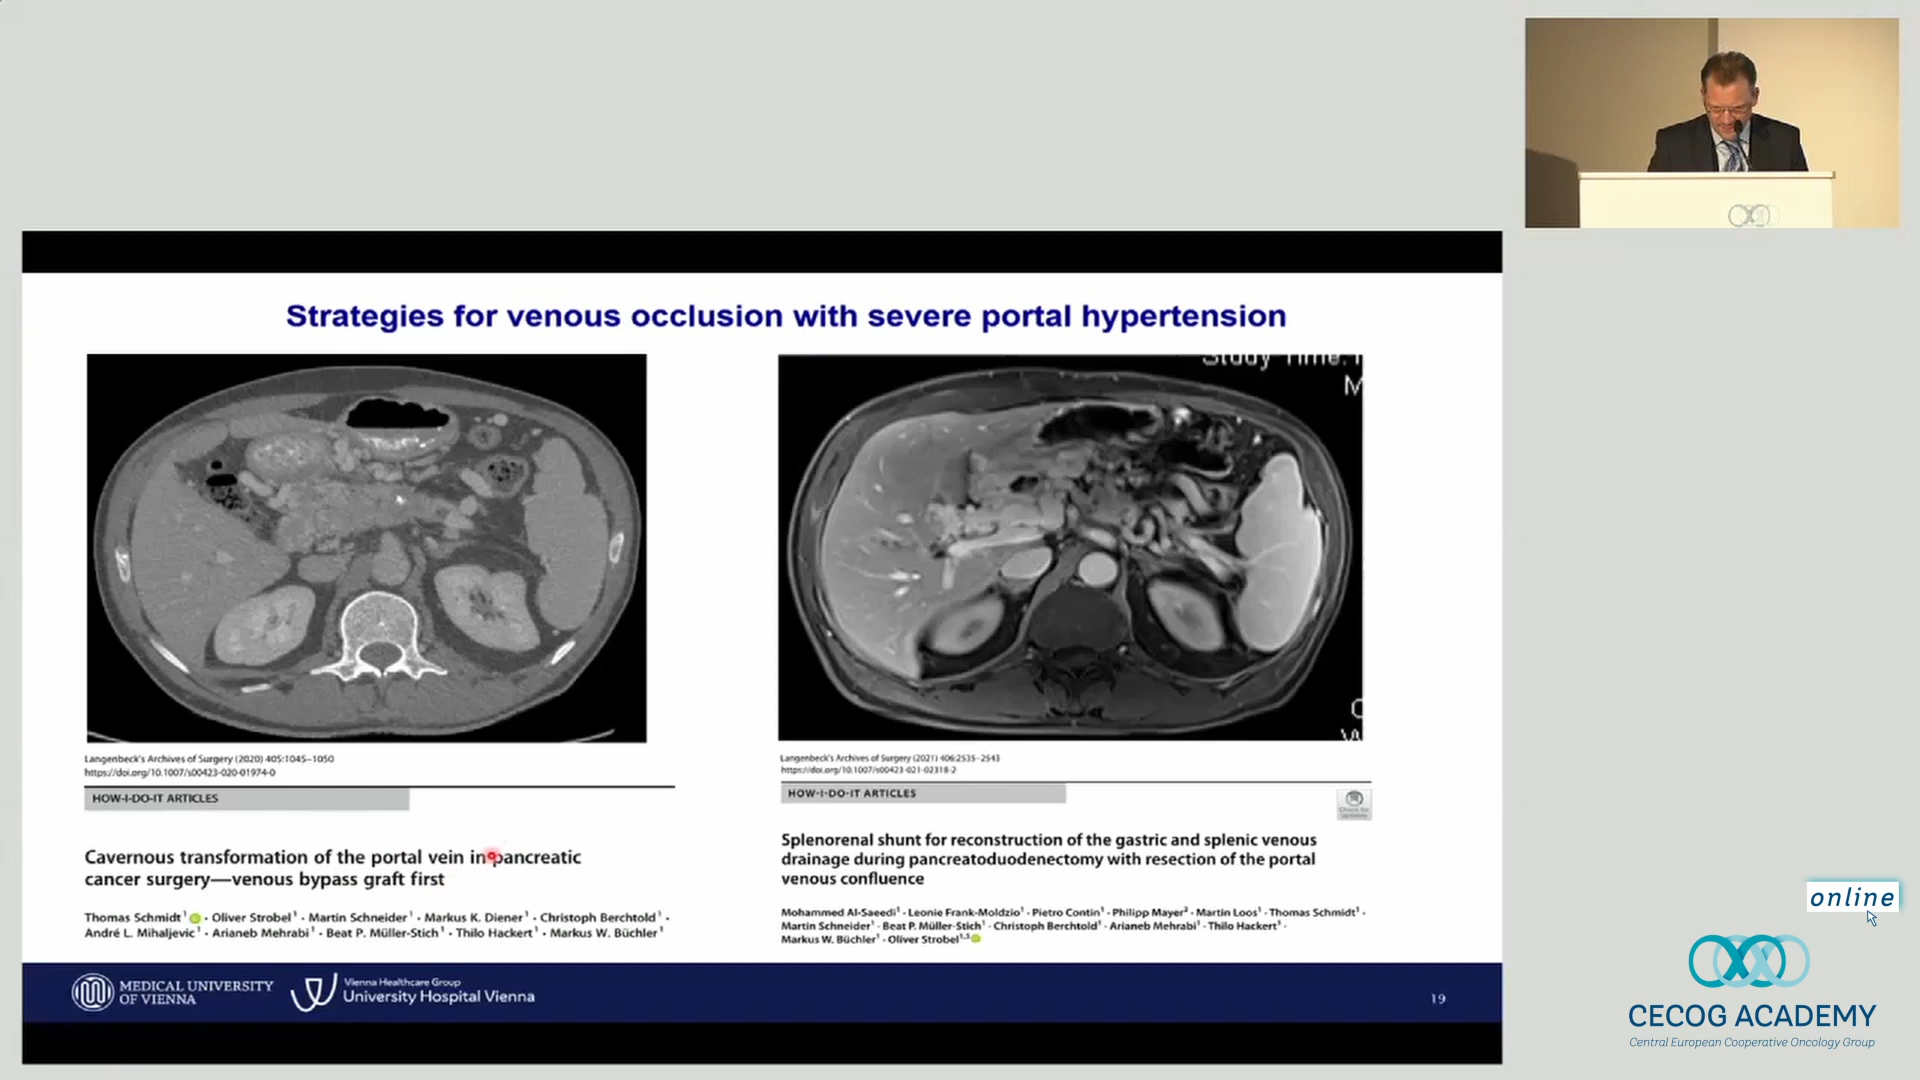 Strategies for venous occlusion with severe portal hypertension
Study Time:
M
C
W
Langenbeck's Archives of Surgery (2020) 405:1045–1050
https://doi.org/10.1007/s00423-020-01974-0
HOW-I-DO-IT ARTICLES
Cavernous transformation of the portal vein in pancreatic
cancer surgery—venous bypass graft first
Thomas Schmidt¹ · Oliver Strobel¹ · Martin Schneider¹ · Markus K. Diener¹ · Christoph Berchtold¹ ·
André L. Mihaljevic¹ · Arianeb Mehrabi¹ · Beat P. Müller-Stich¹ · Thilo Hackert¹ · Markus W. Büchler¹
Langenbeck's Archives of Surgery (2021) 406:2535–2543
https://doi.org/10.1007/s00423-021-02318-2
HOW-I-DO-IT ARTICLES
Check for
updates
Splenorenal shunt for reconstruction of the gastric and splenic venous
drainage during pancreatoduodenectomy with resection of the portal
venous confluence
Mohammed Al-Saeedi¹ · Leonie Frank-Moldzio¹ · Pietro Contin¹ · Philipp Mayer² · Martin Loos¹ · Thomas Schmidt¹ ·
Martin Schneider¹ · Beat P. Müller-Stich¹ · Christoph Berchtold¹ · Arianeb Mehrabi¹ · Thilo Hackert¹ ·
Markus W. Büchler¹ · Oliver Strobel¹,³
MEDICAL UNIVERSITY
OF VIENNA
Vienna Healthcare Group
University Hospital Vienna
19
online
CECOG ACADEMY
Central European Cooperative Oncology Group